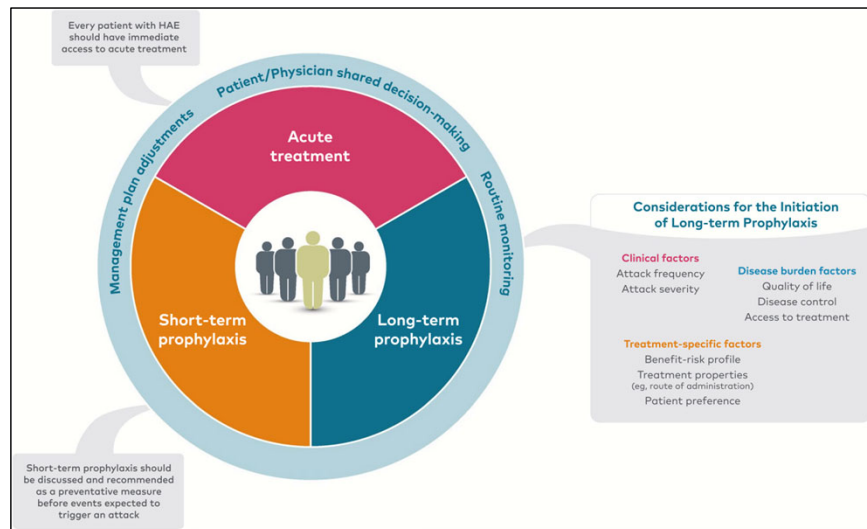 Every patient with HAE
should have immediate
access to acute treatment
Management plan adjustments
Patient/Physician shared decision-making
Routine monitoring
Acute
treatment
Short-term
prophylaxis
Long-term
prophylaxis
Considerations for the Initiation
of Long-term Prophylaxis
Clinical factors
Attack frequency
Attack severity
Disease burden factors
Quality of life
Disease control
Access to treatment
Treatment-specific factors
Benefit-risk profile
Treatment properties
(eg, route of administration)
Patient preference
Short-term prophylaxis should
be discussed and recommended
as a preventative measure
before events expected to
trigger an attack